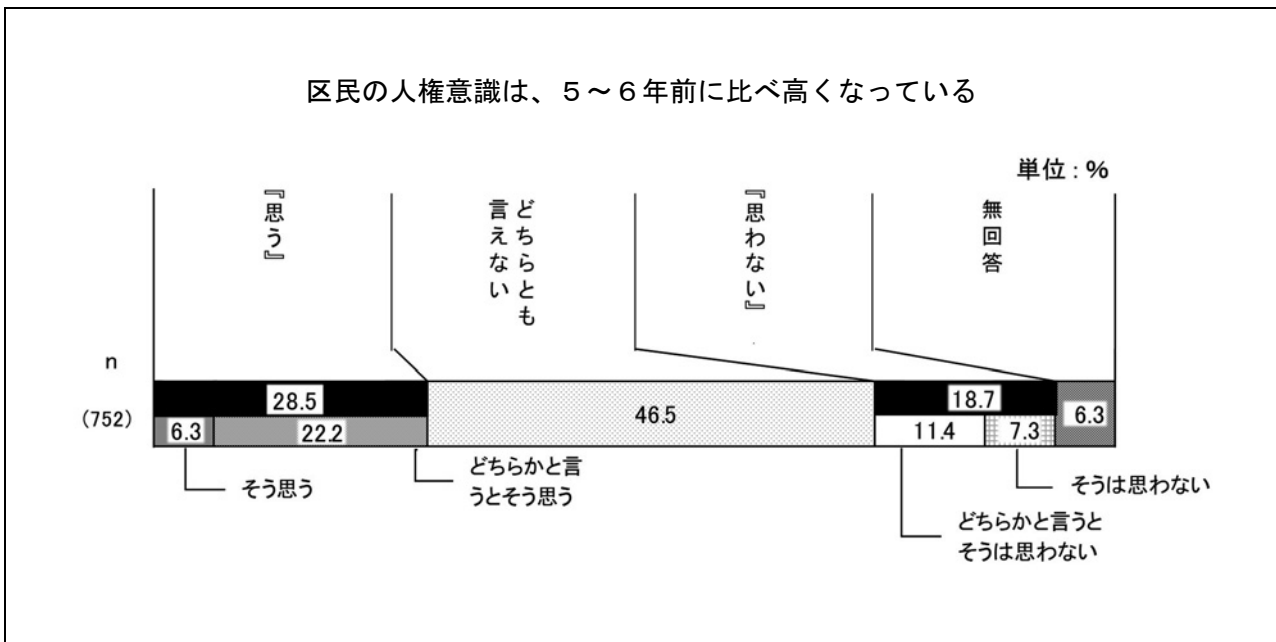 区民の人権意識は、５～６年前に比べ高くなっている
単位：%
『思う』
どちらとも
言えない
『思わない』
無回答
n
(752)
28.5
46.5
18.7
6.3
6.3
22.2
11.4
7.3
そう思う
どちらかと言
うとそう思う
そうは思わない
どちらかと言うと
そうは思わない